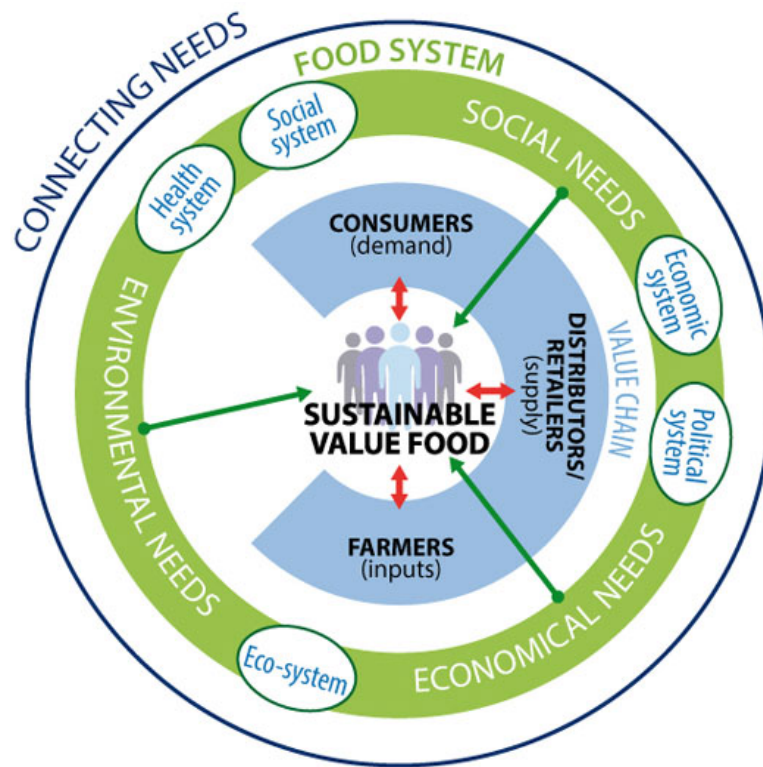 CONNECTING NEEDS
FOOD SYSTEM
Social
system
SOCIAL NEEDS
Health
system
CONSUMERS
(demand)
Economic
system
ENVIRONMENTAL NEEDS
DISTRIBUTORS/
RETAILERS
(supply)
VALUE CHAIN
SUSTAINABLE
VALUE FOOD
Political
system
FARMERS
(inputs)
ECONOMICAL NEEDS
Eco-system